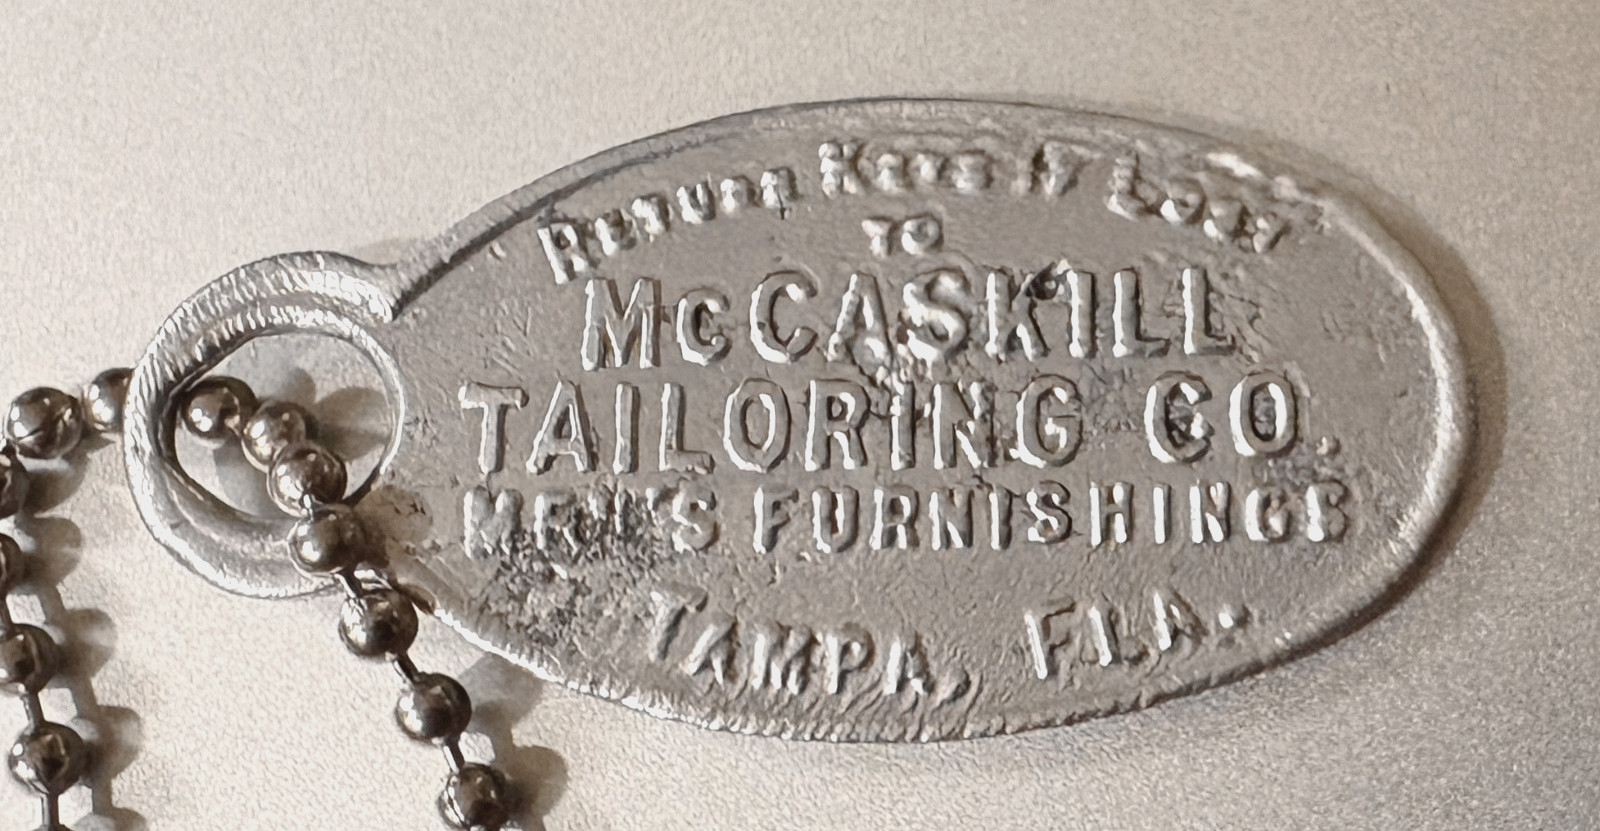 Return Keys If Lost
TO
McCASKILL
TAILORING CO.
MEN'S FURNISHINGS
TAMPA, FLA.